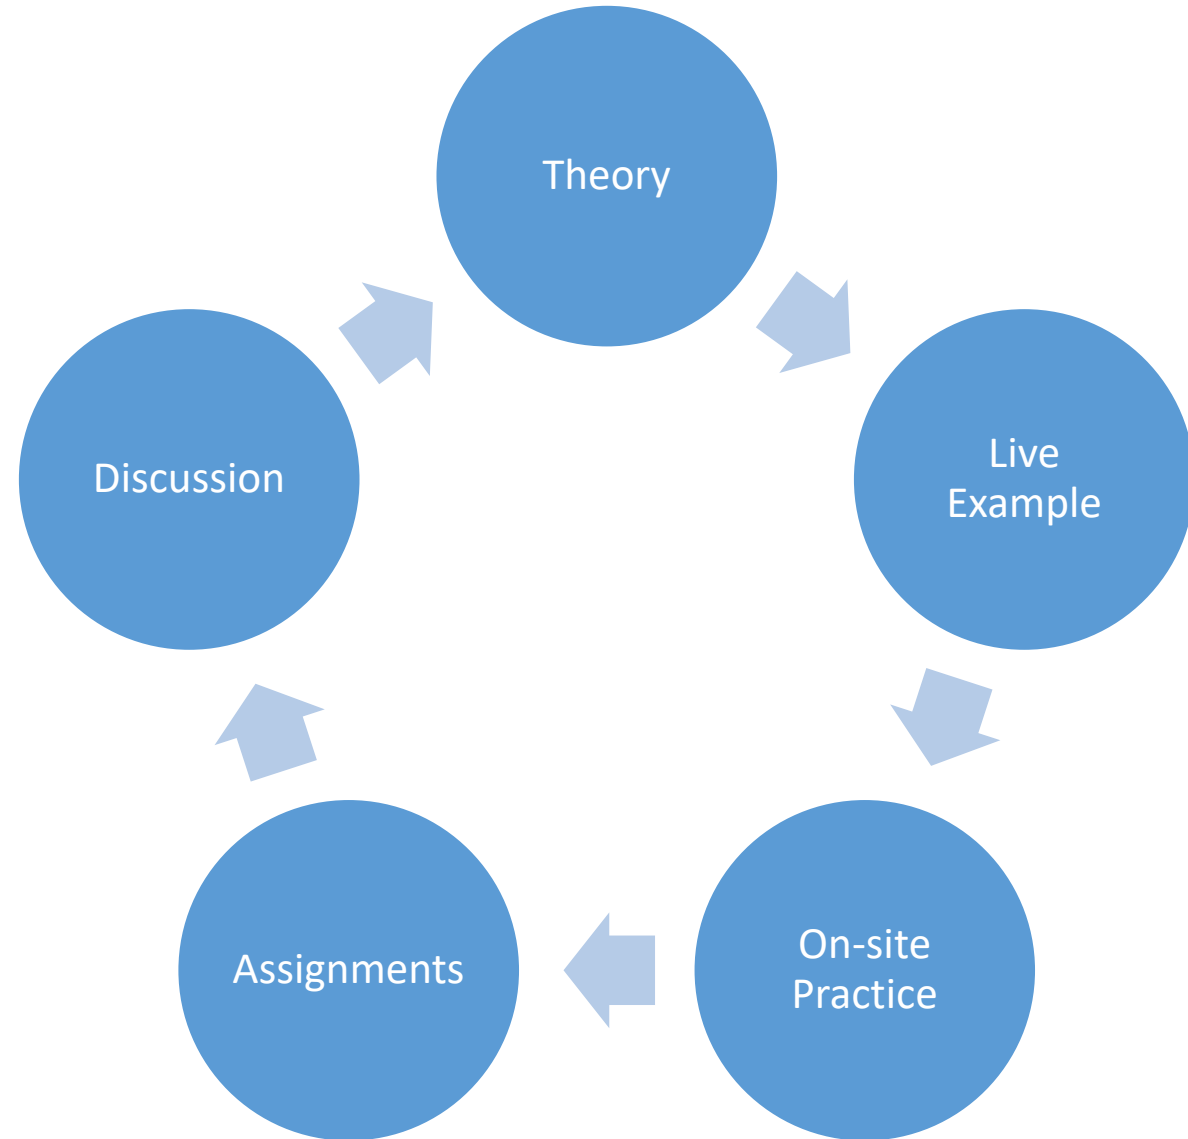 Theory
Live
Example
On-site
Practice
Assignments
Discussion